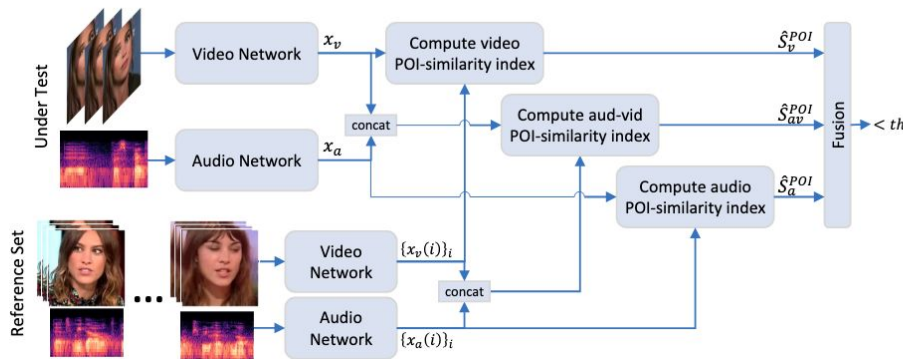 Under Test
Video Network
x_v
Compute video
POI-similarity index
Ŝ_v^{POI}
concat
Compute aud-vid
POI-similarity index
Ŝ_{av}^{POI}
Fusion
< th
Audio Network
x_a
Compute audio
POI-similarity index
Ŝ_a^{POI}
Reference Set
...
Video
Network
{x_v(i)}_i
concat
Audio
Network
{x_a(i)}_i